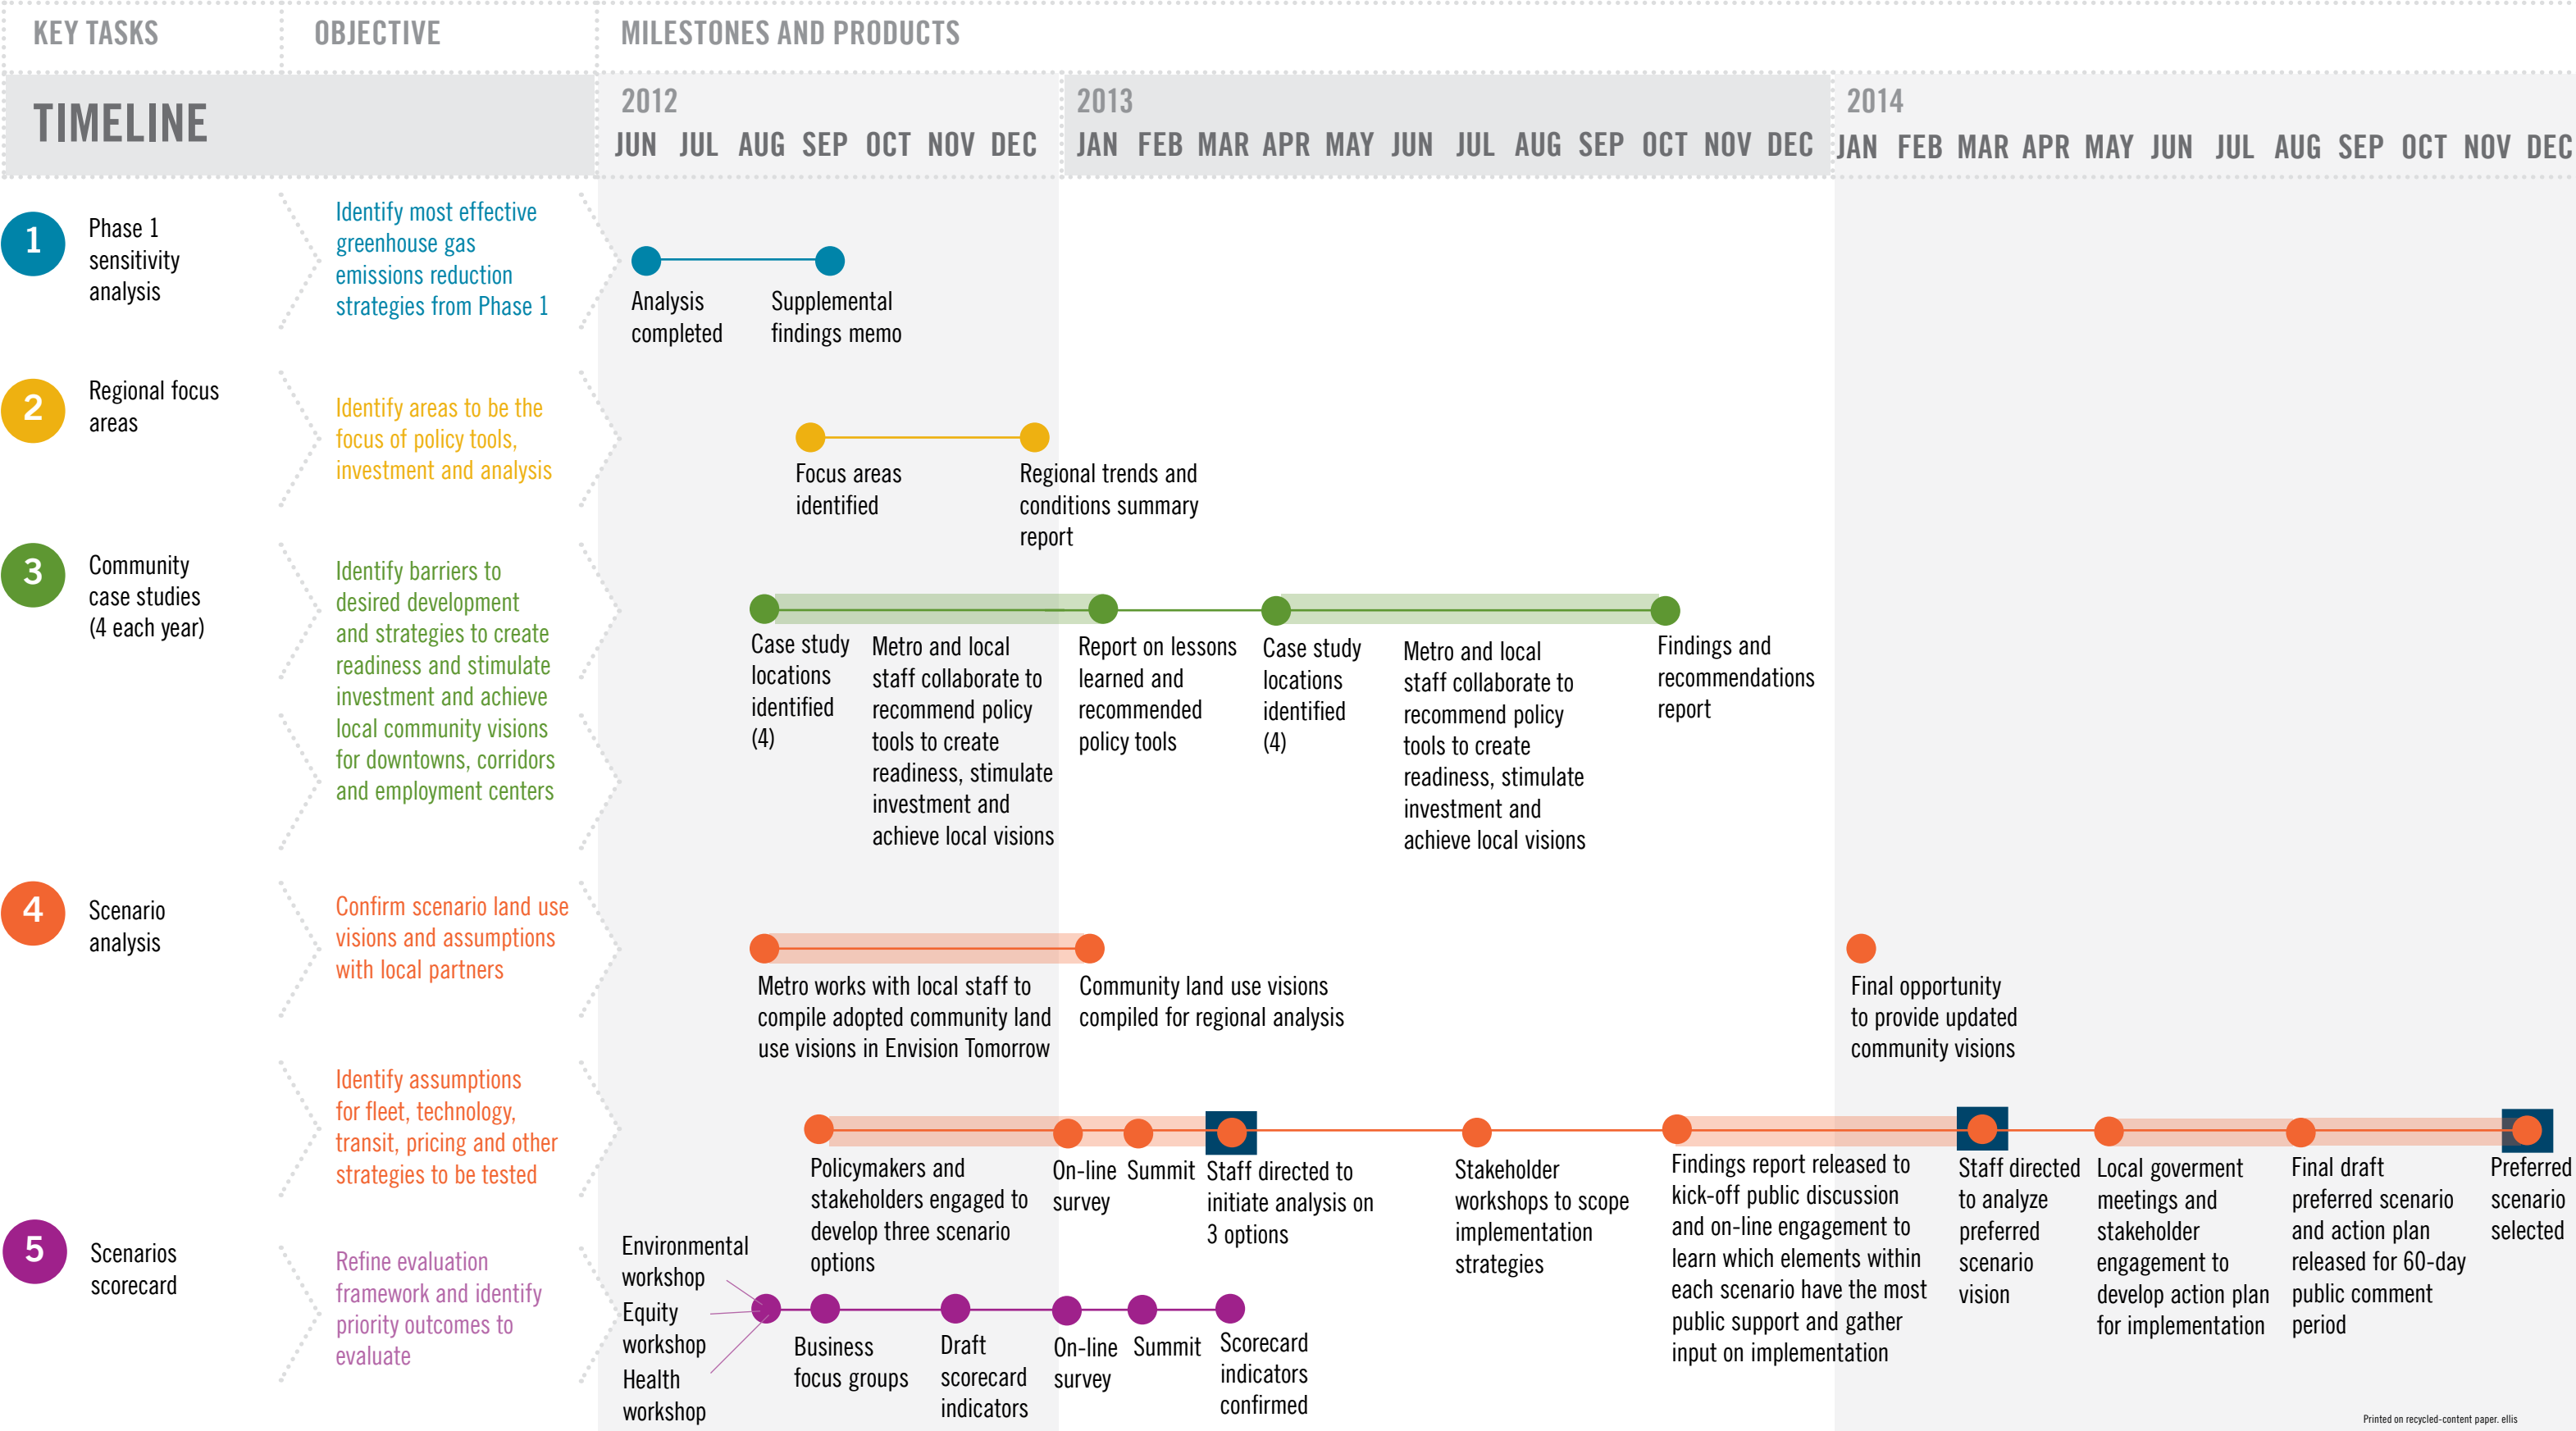 KEY TASKS
OBJECTIVE
MILESTONES AND PRODUCTS
TIMELINE
2012
JUN JUL AUG SEP OCT NOV DEC
2013
JAN FEB MAR APR MAY JUN JUL AUG SEP OCT NOV DEC
2014
JAN FEB MAR APR MAY JUN JUL AUG SEP OCT NOV DEC
1
Phase 1
sensitivity
analysis
Identify most effective
greenhouse gas
emissions reduction
strategies from Phase 1
Analysis
completed
Supplemental
findings memo
2
Regional focus
areas
Identify areas to be the
focus of policy tools,
investment and analysis
Focus areas
identified
Regional trends and
conditions summary
report
3
Community
case studies
(4 each year)
Identify barriers to
desired development
and strategies to create
readiness and stimulate
investment and achieve
local community visions
for downtowns, corridors
and employment centers
Case study
locations
identified
(4)
Metro and local
staff collaborate to
recommend policy
tools to create
readiness, stimulate
investment and
achieve local visions
Report on lessons
learned and
recommended
policy tools
Case study
locations
identified
(4)
Metro and local
staff collaborate to
recommend policy
tools to create
readiness, stimulate
investment and
achieve local visions
Findings and
recommendations
report
4
Scenario
analysis
Confirm scenario land use
visions and assumptions
with local partners
Metro works with local staff to
compile adopted community land
use visions in Envision Tomorrow
Community land use visions
compiled for regional analysis
Final opportunity
to provide updated
community visions
Identify assumptions
for fleet, technology,
transit, pricing and other
strategies to be tested
Policymakers and
stakeholders engaged to
develop three scenario
options
On-line
survey
Summit
Staff directed to
initiate analysis on
3 options
Stakeholder
workshops to scope
implementation
strategies
Findings report released to
kick-off public discussion
and on-line engagement to
learn which elements within
each scenario have the most
public support and gather
input on implementation
Staff directed
to analyze
preferred
scenario
vision
Local goverment
meetings and
stakeholder
engagement to
develop action plan
for implementation
Final draft
preferred scenario
and action plan
released for 60-day
public comment
period
Preferred
scenario
selected
5
Scenarios
scorecard
Refine evaluation
framework and identify
priority outcomes to
evaluate
Environmental
workshop
Equity
workshop
Health
workshop
Business
focus groups
Draft
scorecard
indicators
On-line
survey
Summit
Scorecard
indicators
confirmed
Printed on recycled-content paper. ellis